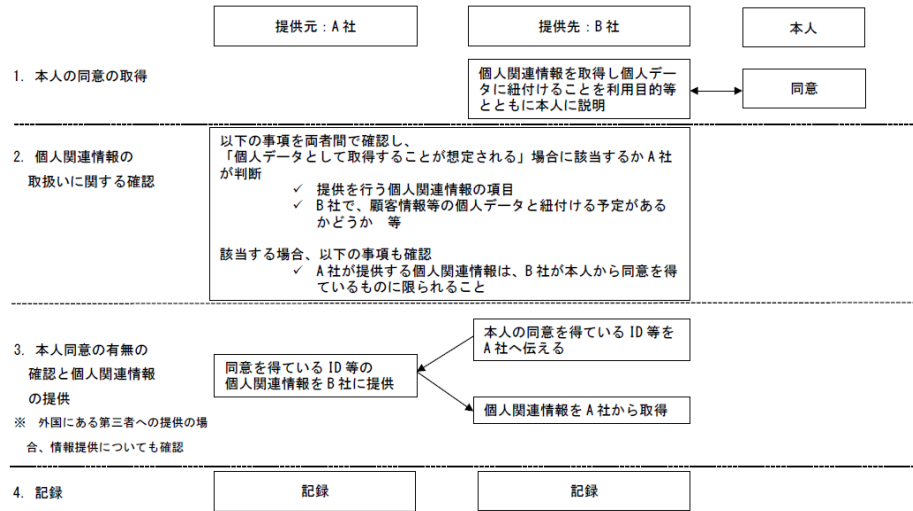 提供元：A社
提供先：B社
本人
1. 本人の同意の取得
個人関連情報を取得し個人デー
タに紐付けることを利用目的等
とともに本人に説明
同意
2. 個人関連情報の
取扱いに関する確認
以下の事項を両者間で確認し、
「個人データとして取得することが想定される」場合に該当するかA社
が判断
✓ 提供を行う個人関連情報の項目
✓ B社で、顧客情報等の個人データと紐付ける予定がある
かどうか 等
該当する場合、以下の事項も確認
✓ A社が提供する個人関連情報は、B社が本人から同意を得
ているものに限られること
3. 本人同意の有無の
確認と個人関連情報
の提供
※ 外国にある第三者への提供の場
合、情報提供についても確認
本人の同意を得ているID等を
A社へ伝える
同意を得ているID等の
個人関連情報をB社に提供
個人関連情報をA社から取得
4. 記録
記録
記録